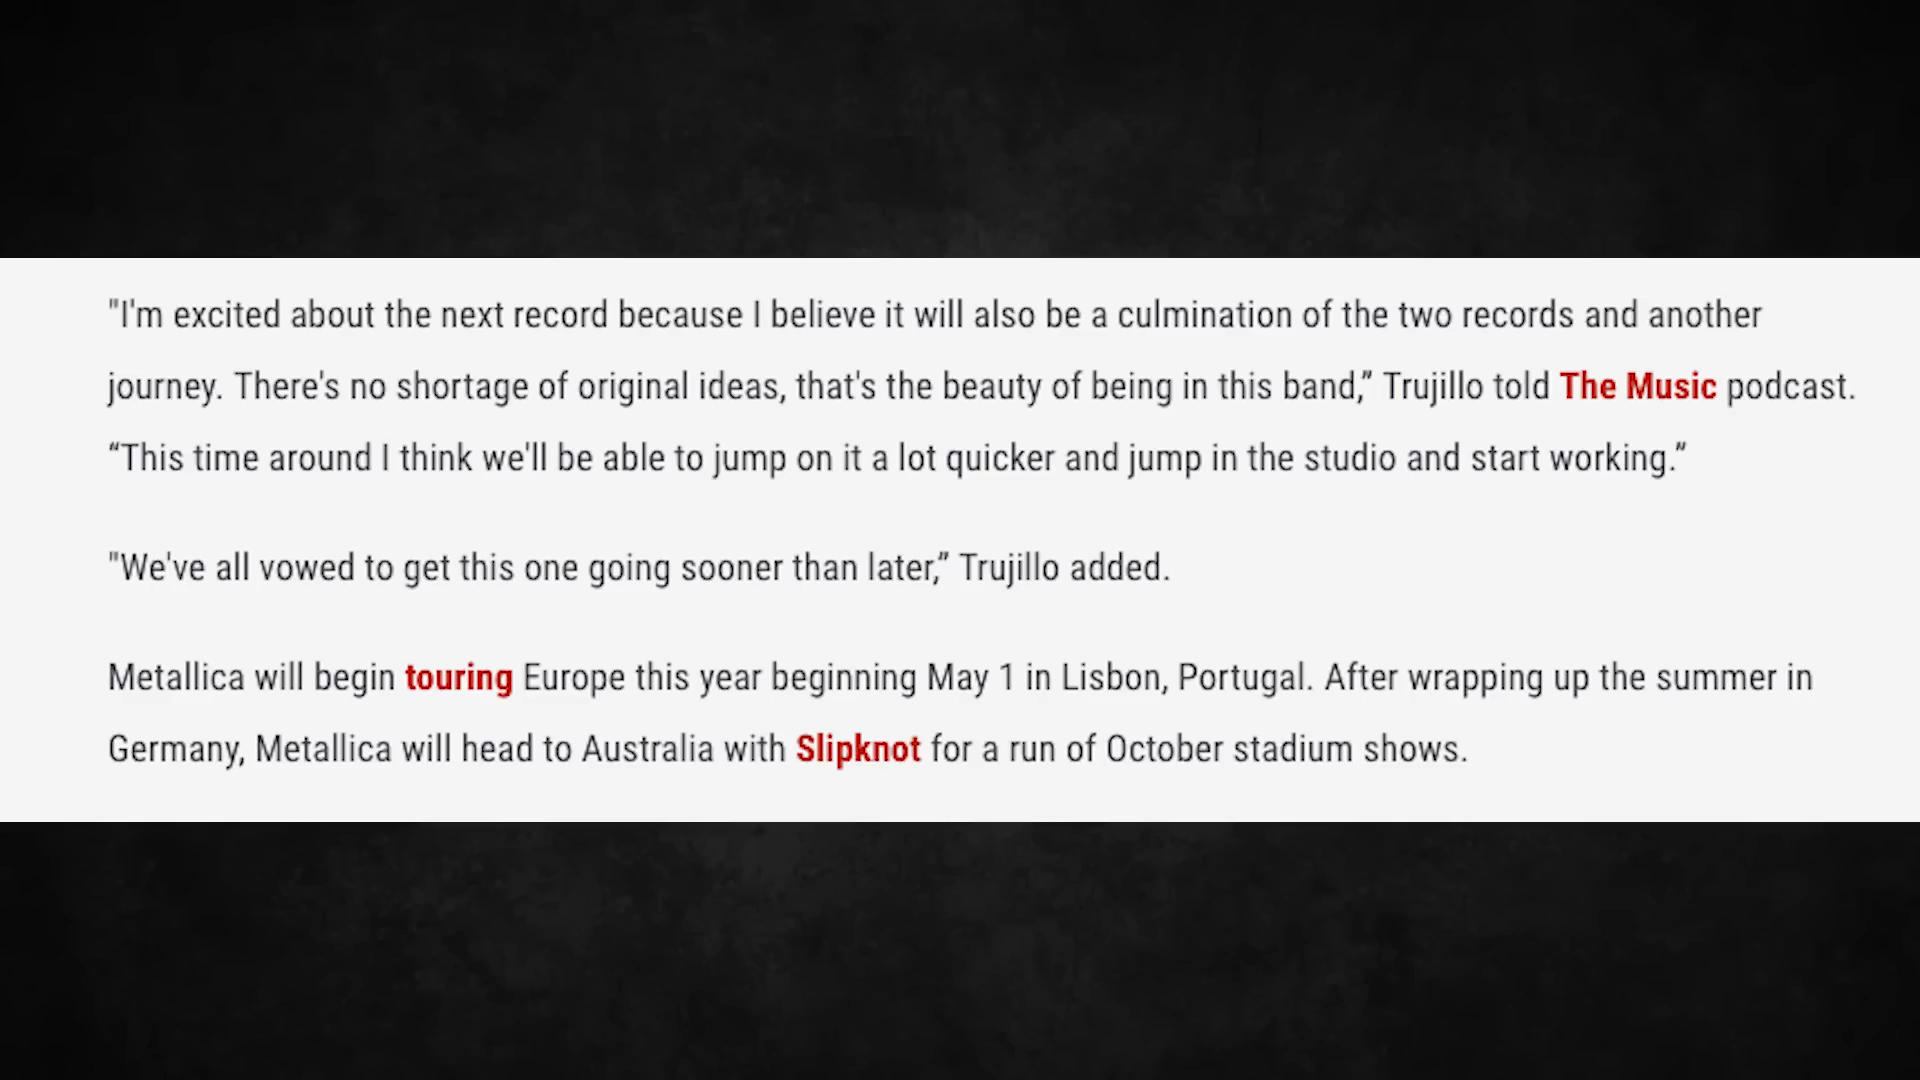 "I'm excited about the next record because I believe it will also be a culmination of the two records and another
journey. There's no shortage of original ideas, that's the beauty of being in this band,” Trujillo told The Music podcast.
“This time around I think we'll be able to jump on it a lot quicker and jump in the studio and start working.”
"We've all vowed to get this one going sooner than later,” Trujillo added.
Metallica will begin touring Europe this year beginning May 1 in Lisbon, Portugal. After wrapping up the summer in
Germany, Metallica will head to Australia with Slipknot for a run of October stadium shows.